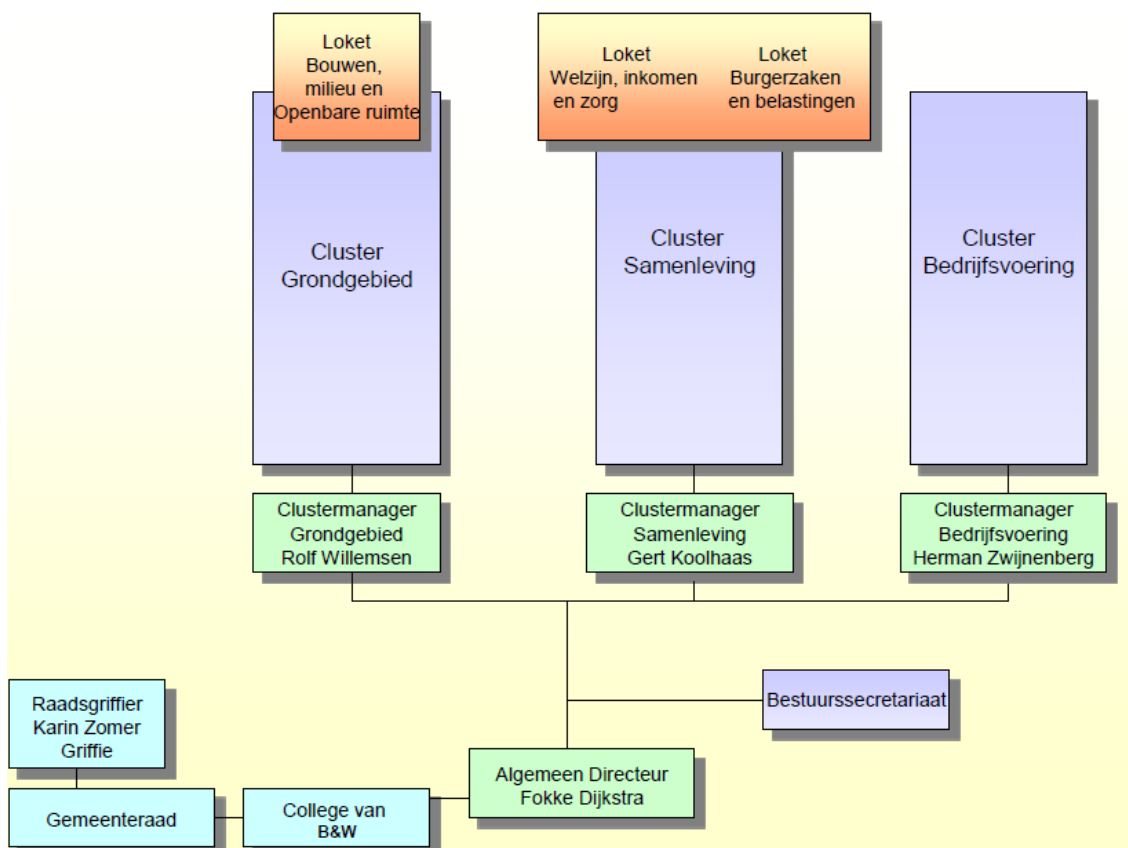 Loket
Bouwen,
milieu en
Openbare ruimte
Loket
Welzijn, inkomen
en zorg
Loket
Burgerzaken
en belastingen
Cluster
Grondgebied
Cluster
Samenleving
Cluster
Bedrijfsvoering
Clustermanager
Grondgebied
Rolf Willemsen
Clustermanager
Samenleving
Gert Koolhaas
Clustermanager
Bedrijfsvoering
Herman Zwijnenberg
Raadsgriffier
Karin Zomer
Griffie
Bestuurssecretariaat
Algemeen Directeur
Fokke Dijkstra
Gemeenteraad
College van
B&W